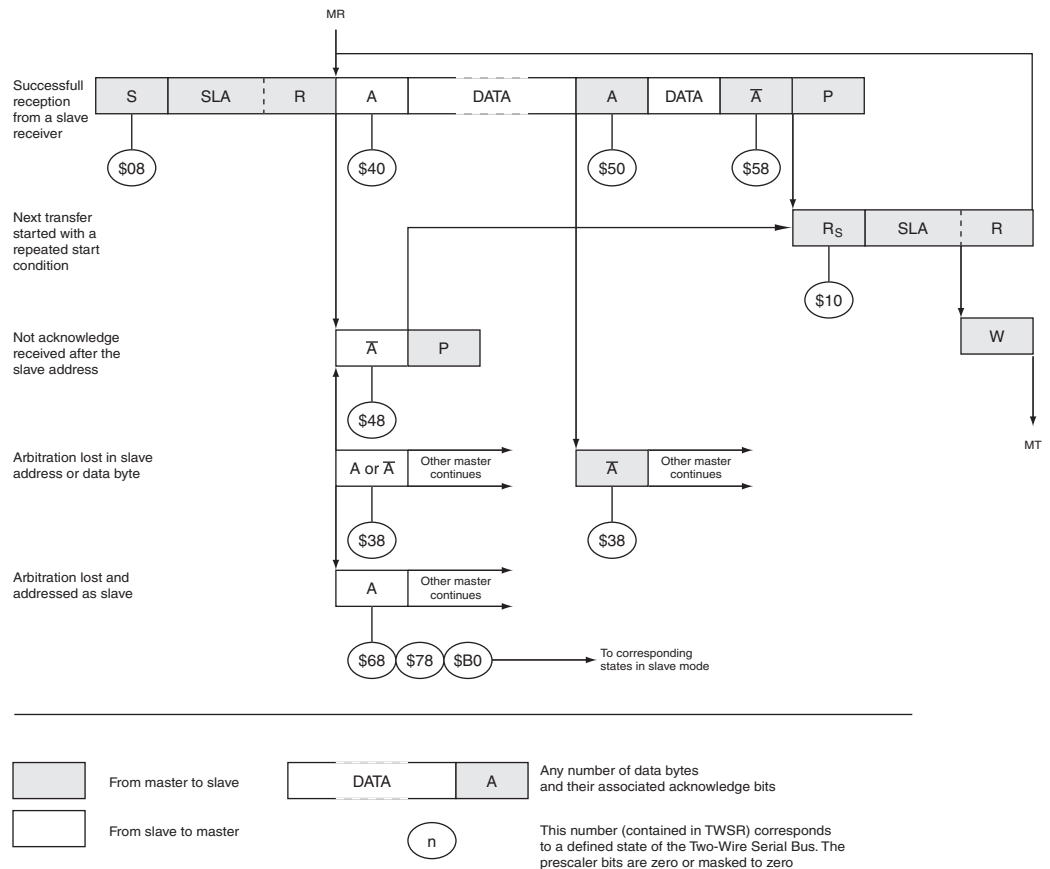 MR
Successfull
reception
from a slave
receiver
S SLA R A DATA A DATA A̅ P
$08 $40 $50 $58
Next transfer
started with a
repeated start
condition
RS SLA R
$10
Not acknowledge
received after the
slave address
A̅ P
W
$48
MT
Arbitration lost in slave
address or data byte
A or A̅
Other master
continues
A̅
Other master
continues
$38 $38
Arbitration lost and
addressed as slave
A
Other master
continues
$68 $78 $B0
To corresponding
states in slave mode
From master to slave
DATA A
Any number of data bytes
and their associated acknowledge bits
From slave to master
n
This number (contained in TWSR) corresponds
to a defined state of the Two-Wire Serial Bus. The
prescaler bits are zero or masked to zero